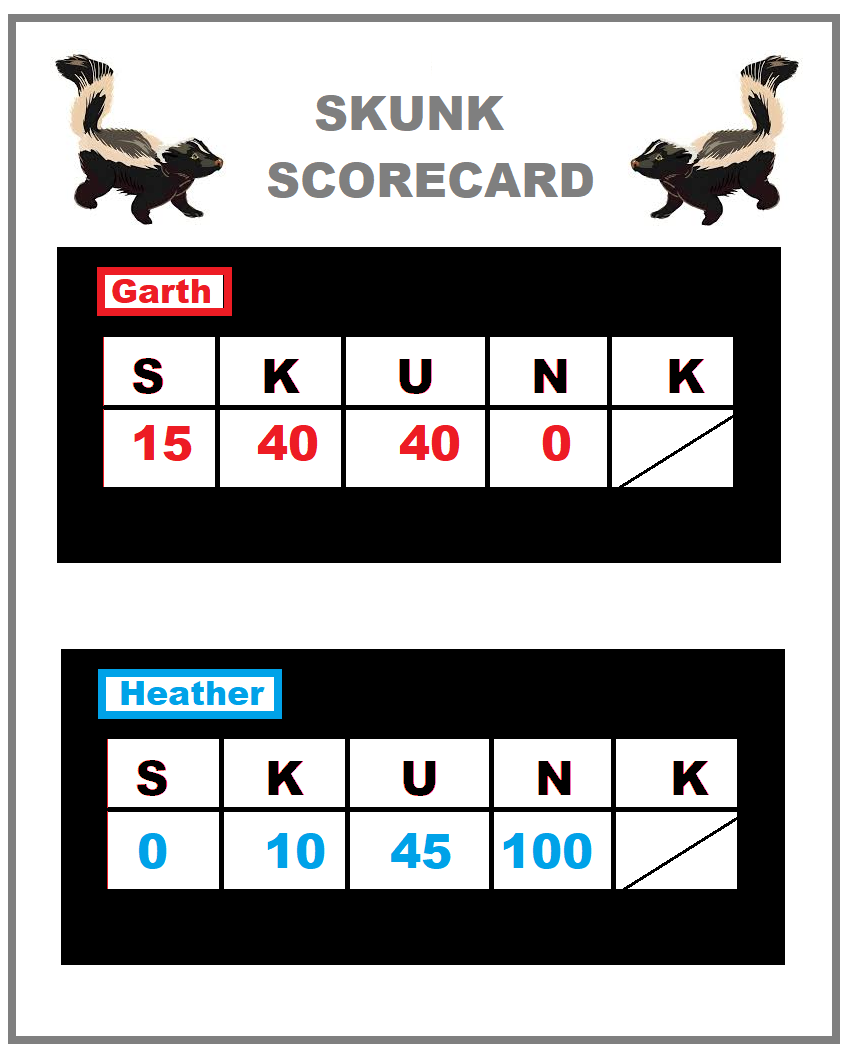 SKUNK
SCORECARD
Garth
S K U N K
15 40 40 0
Heather
S K U N K
0 10 45 100